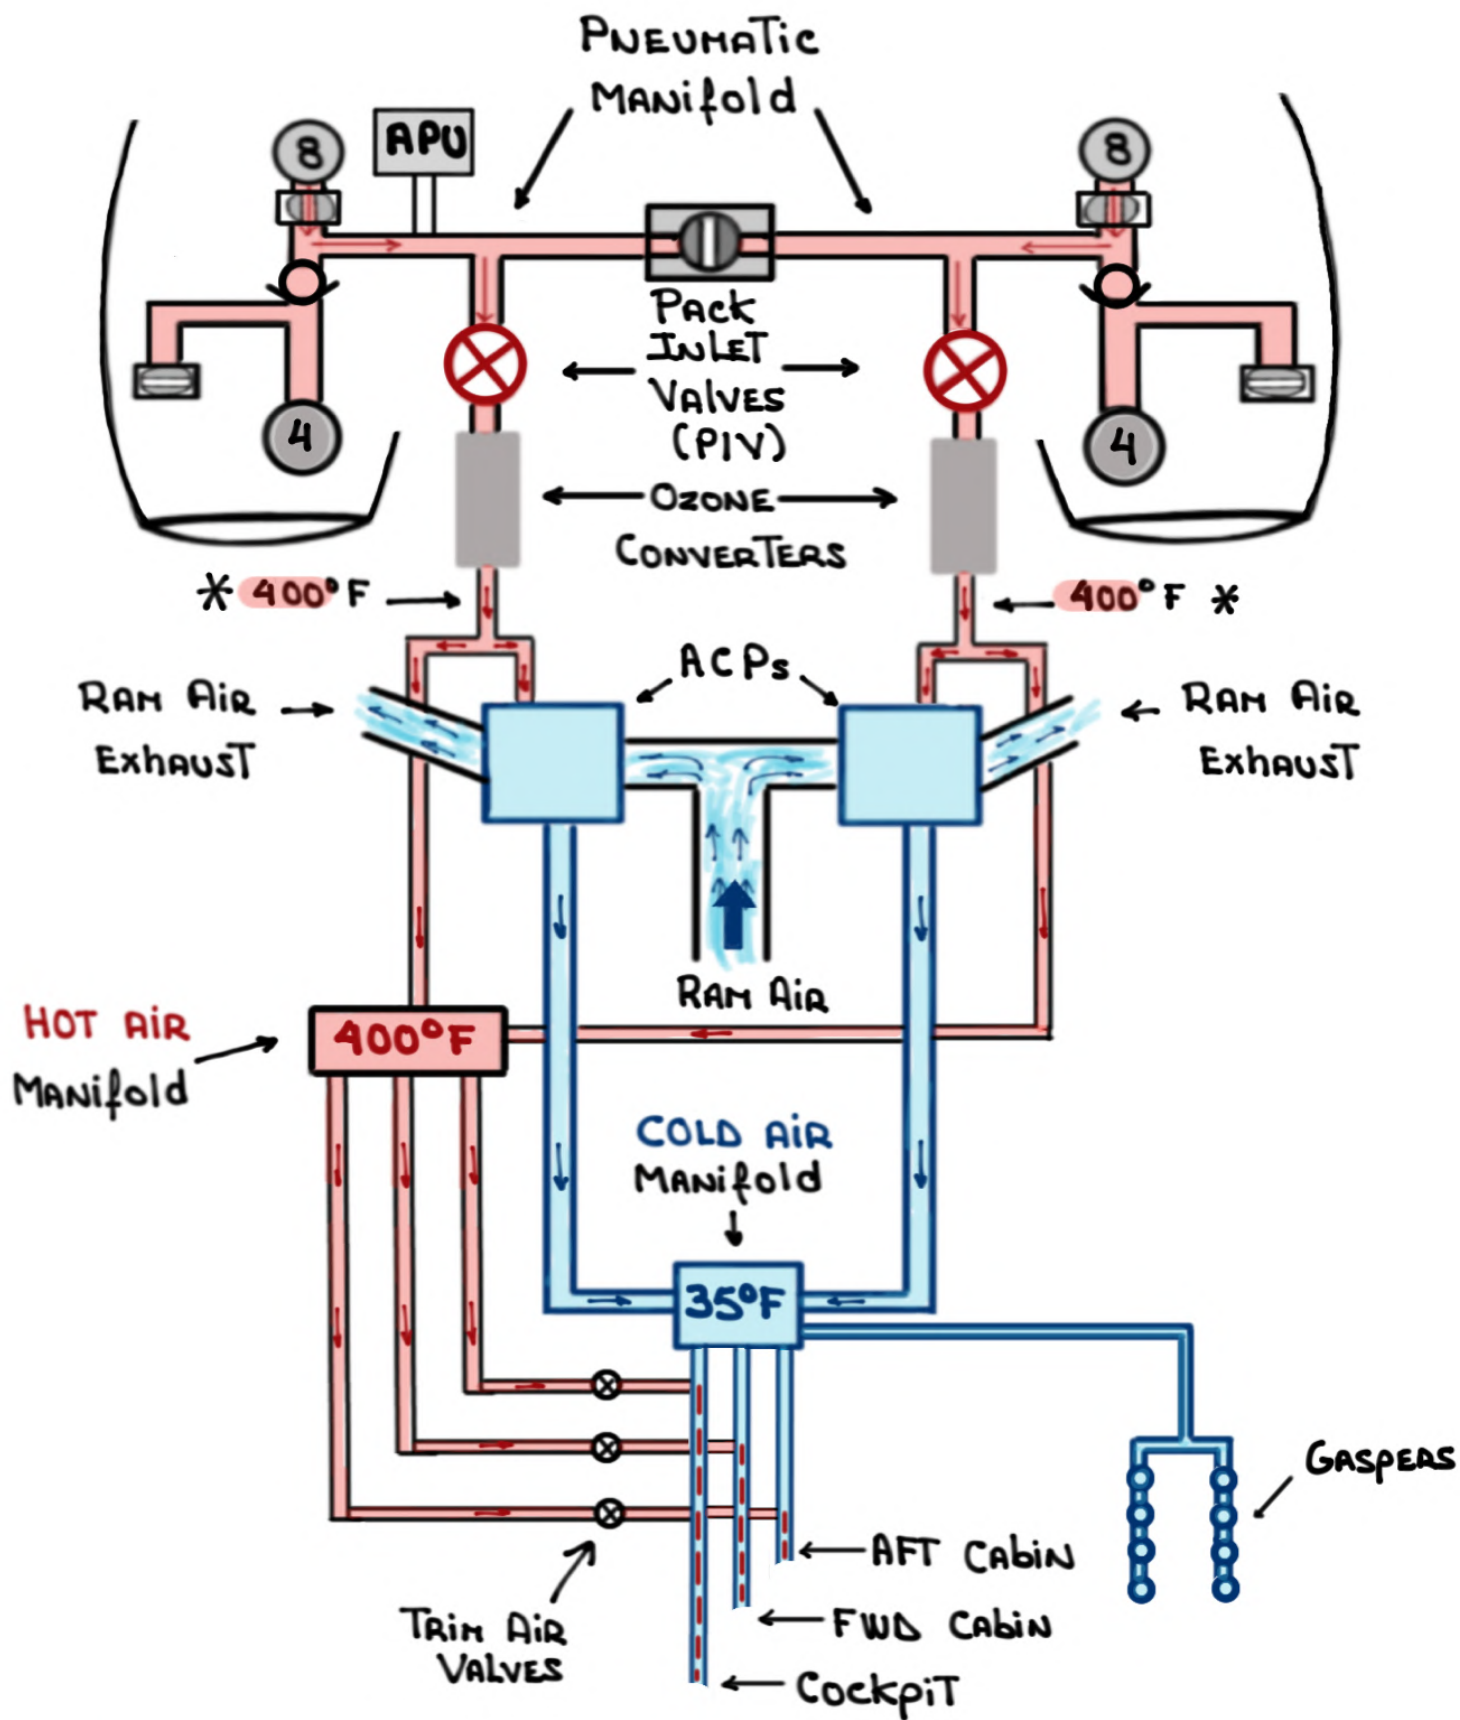 PNEUMATIC
MANifold
8
APU
8
PACK
INLET
VALVES
(PIV)
4
4
OZONE
CONVERTERS
* 400°F
400°F *
ACPs
RAM AIR
EXHAUST
RAM AIR
EXHAUST
RAM AIR
HOT AIR
MANifold
400°F
COLD AIR
MANifold
35°F
GASPERS
AFT CABIN
FWD CABIN
COCKPIT
TRIM AIR
VALVES